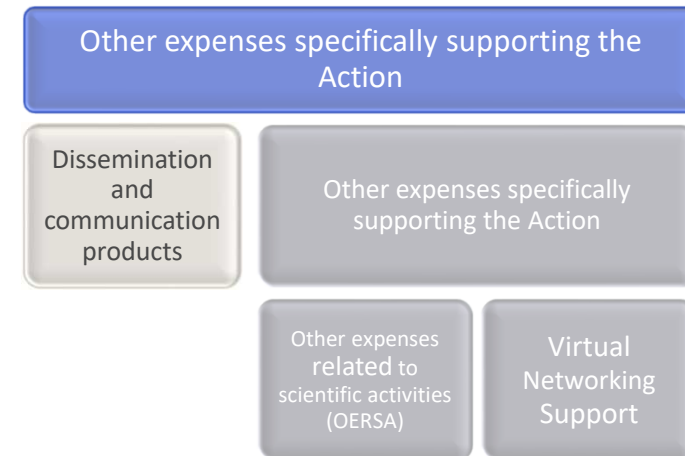 Other expenses specifically supporting the
Action
Dissemination
and
communication
products
Other expenses specifically
supporting the Action
Other expenses
related to
scientific activities
(OERSA)
Virtual
Networking
Support